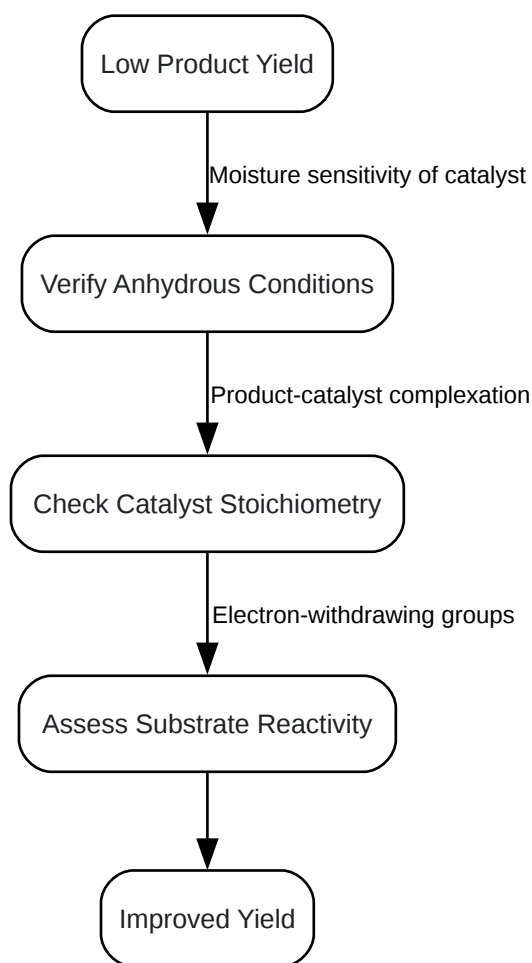 Low Product Yield
Moisture sensitivity of catalyst
Verify Anhydrous Conditions
Product-catalyst complexation
Check Catalyst Stoichiometry
Electron-withdrawing groups
Assess Substrate Reactivity
Improved Yield